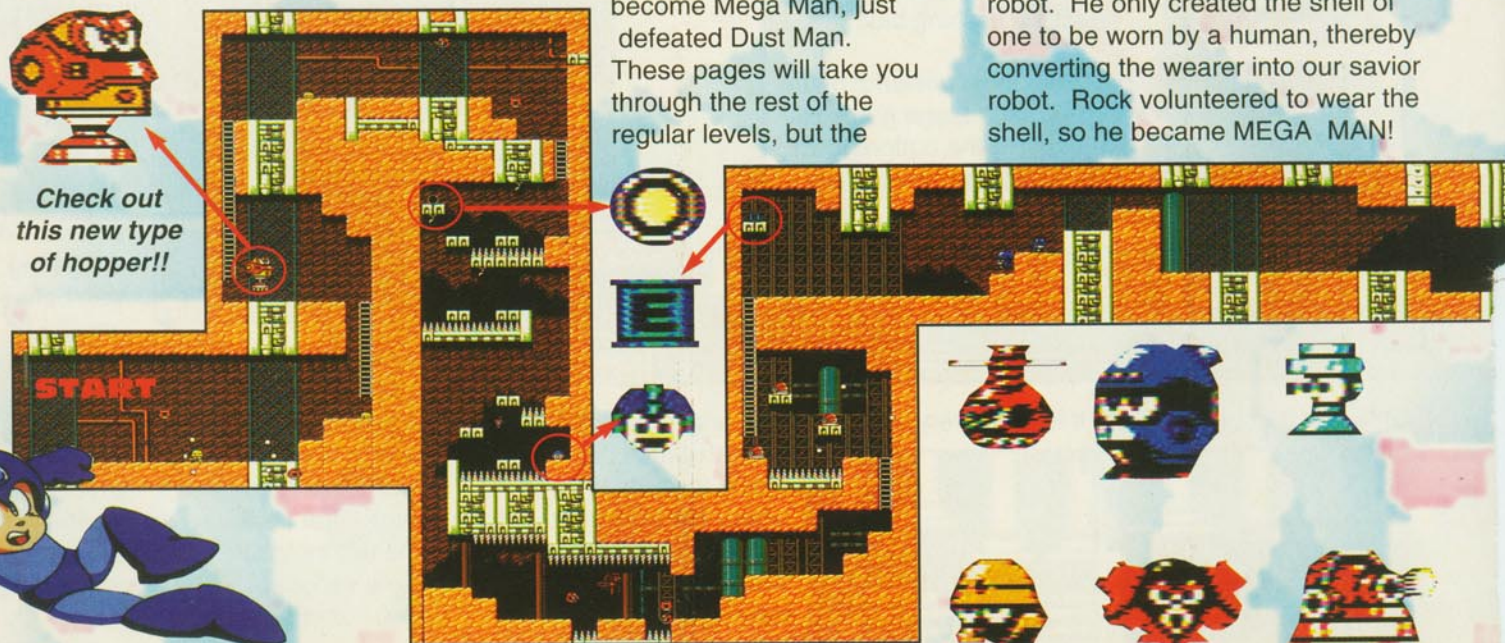 become Mega Man, just
defeated Dust Man.
These pages will take you
through the rest of the
regular levels, but the
robot. He only created the shell of
one to be worn by a human, thereby
converting the wearer into our savior
robot. Rock volunteered to wear the
shell, so he became MEGA MAN!
Check out
this new type
of hopper!!
START
E